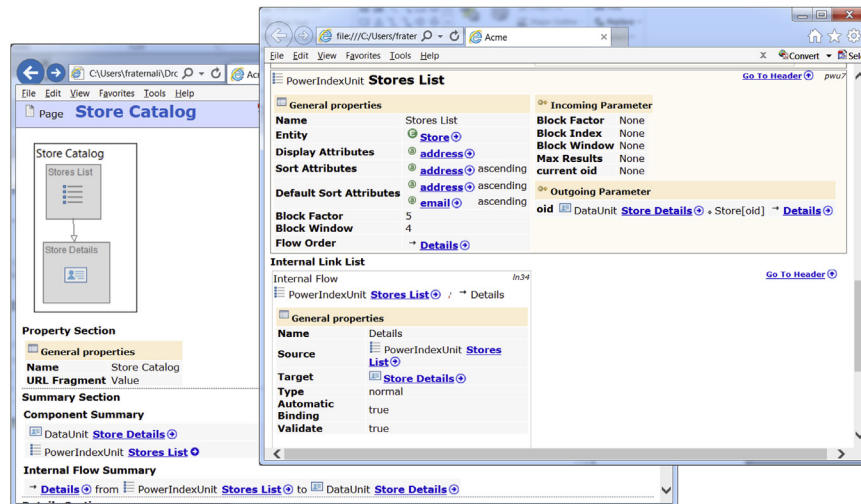 C:\Users\fraternali\Drc
File Edit View Favorites Tools Help
Page Store Catalog
Store Catalog
Stores List
Store Details
Property Section
General properties
Name Store Catalog
URL Fragment Value
Summary Section
Component Summary
DataUnit Store Details
PowerIndexUnit Stores List
Internal Flow Summary
Details from PowerIndexUnit Stores List to DataUnit Store Details
file:///C:/Users/frater
Acme
File Edit View Favorites Tools Help
x Convert Sel
PowerIndexUnit Stores List
Go To Header pwu7
General properties
Name Stores List
Entity Store
Display Attributes address
Sort Attributes address ascending
Default Sort Attributes address ascending
email ascending
Block Factor 5
Block Window 4
Flow Order Details
Incoming Parameter
Block Factor None
Block Index None
Block Window None
Max Results None
current oid None
Outgoing Parameter
oid DataUnit Store Details Store[oid] Details
Internal Link List
Internal Flow ln34
Go To Header
PowerIndexUnit Stores List / Details
General properties
Name Details
Source PowerIndexUnit Stores
List
Target Store Details
Type normal
Automatic
Binding true
Validate true